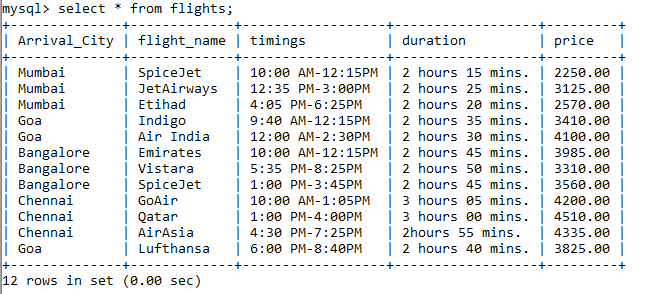 mysql> select * from flights;
+--------------+-------------+------------------+------------------+---------+
| Arrival_City | flight_name | timings          | duration         | price   |
+--------------+-------------+------------------+------------------+---------+
| Mumbai       | SpiceJet    | 10:00 AM-12:15PM | 2 hours 15 mins. | 2250.00 |
| Mumbai       | JetAirways  | 12:35 PM-3:00PM  | 2 hours 25 mins. | 3125.00 |
| Mumbai       | Etihad      | 4:05 PM-6:25PM   | 2 hours 20 mins. | 2570.00 |
| Goa          | Indigo      | 9:40 AM-12:15PM  | 2 hours 35 mins. | 3410.00 |
| Goa          | Air India   | 12:00 AM-2:30PM  | 2 hours 30 mins. | 4100.00 |
| Bangalore    | Emirates    | 10:00 AM-12:15PM | 2 hours 45 mins. | 3985.00 |
| Bangalore    | Vistara     | 5:35 PM-8:25PM   | 2 hours 50 mins. | 3310.00 |
| Bangalore    | SpiceJet    | 1:00 PM-3:45PM   | 2 hours 45 mins. | 3560.00 |
| Chennai      | GoAir       | 10:00 AM-1:05PM  | 3 hours 05 mins. | 4200.00 |
| Chennai      | Qatar       | 1:00 PM-4:00PM   | 3 hours 00 mins. | 4510.00 |
| Chennai      | AirAsia     | 4:30 PM-7:25PM   | 2hours 55 mins.  | 4335.00 |
| Goa          | Lufthansa   | 6:00 PM-8:40PM   | 2 hours 40 mins. | 3825.00 |
+--------------+-------------+------------------+------------------+---------+
12 rows in set (0.00 sec)